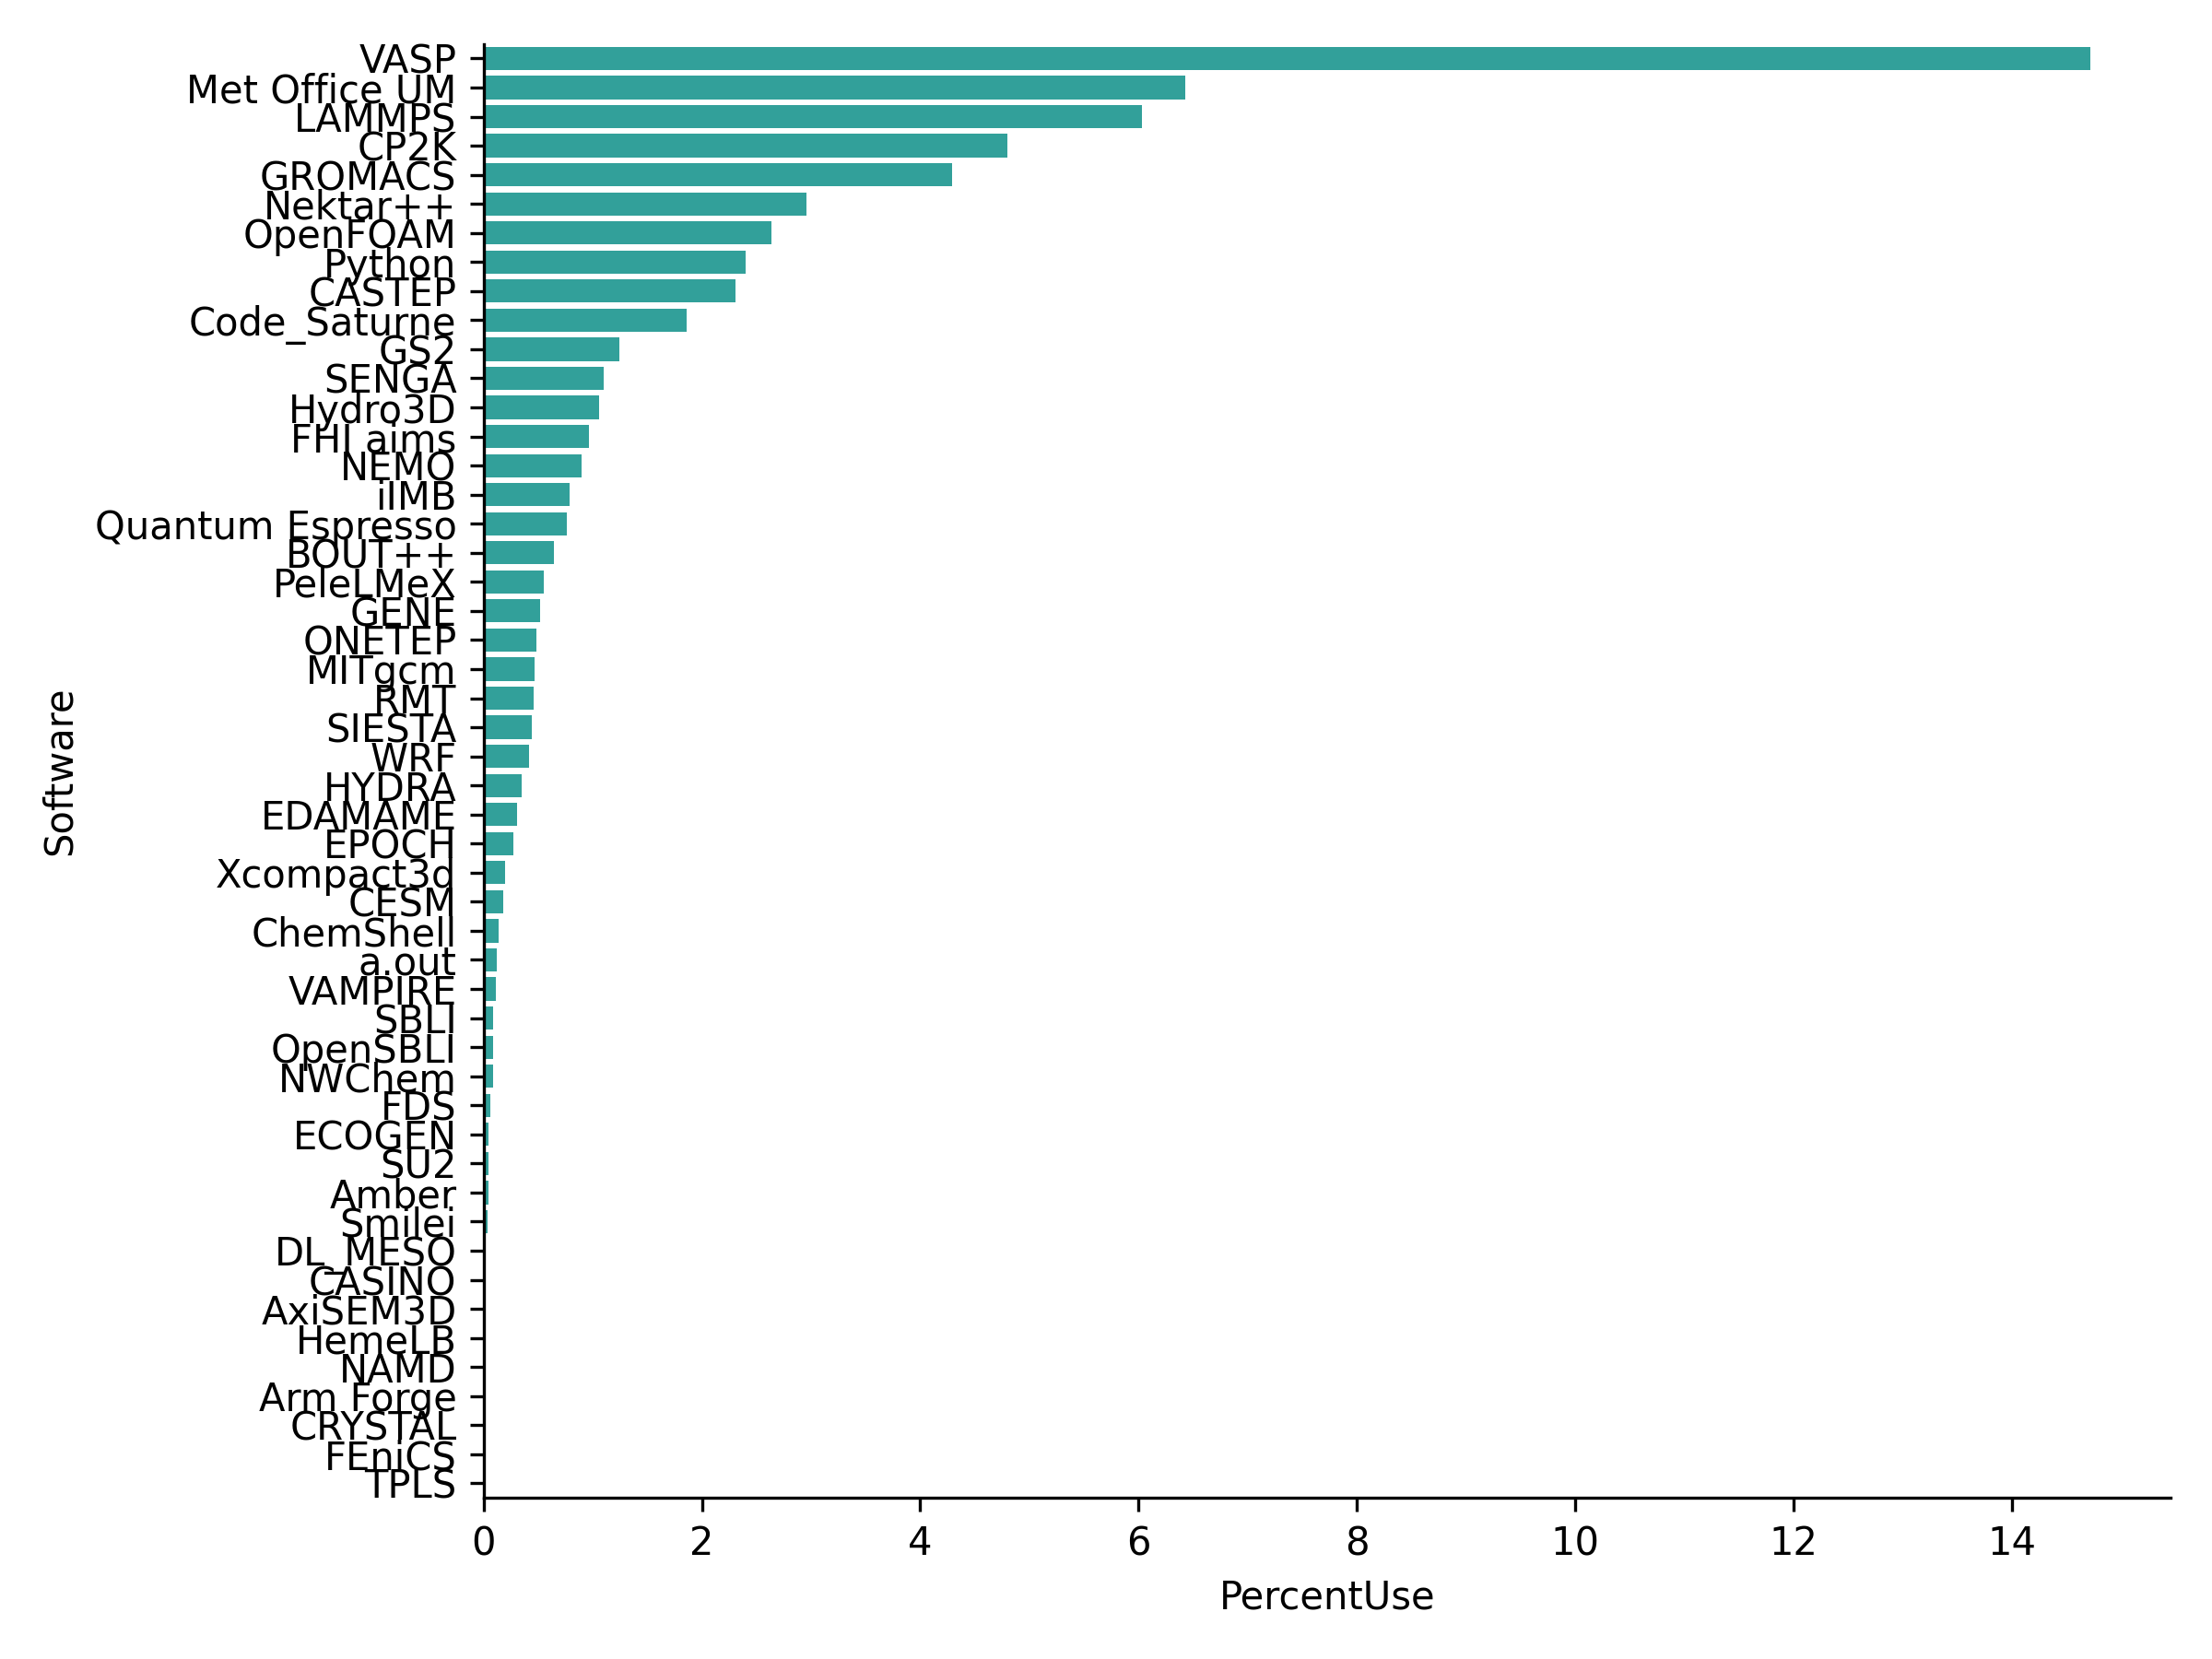 VASP
Met Office UM
LAMMPS
CP2K
GROMACS
Nektar++
OpenFOAM
Python
CASTEP
Code_Saturne
GS2
SENGA
Hydro3D
FHI aims
NEMO
iIMB
Quantum Espresso
BOUT++
PeleLMeX
GENE
ONETEP
MITgcm
RMT
SIESTA
WRF
HYDRA
EDAMAME
EPOCH
Xcompact3d
CESM
ChemShell
a.out
VAMPIRE
SBLI
OpenSBLI
NWChem
FDS
ECOGEN
SU2
Amber
Smilei
DL_MESO
CASINO
AxiSEM3D
HemeLB
NAMD
Arm Forge
CRYSTAL
FEniCS
TPLS
Software
0 2 4 6 8 10 12 14
PercentUse